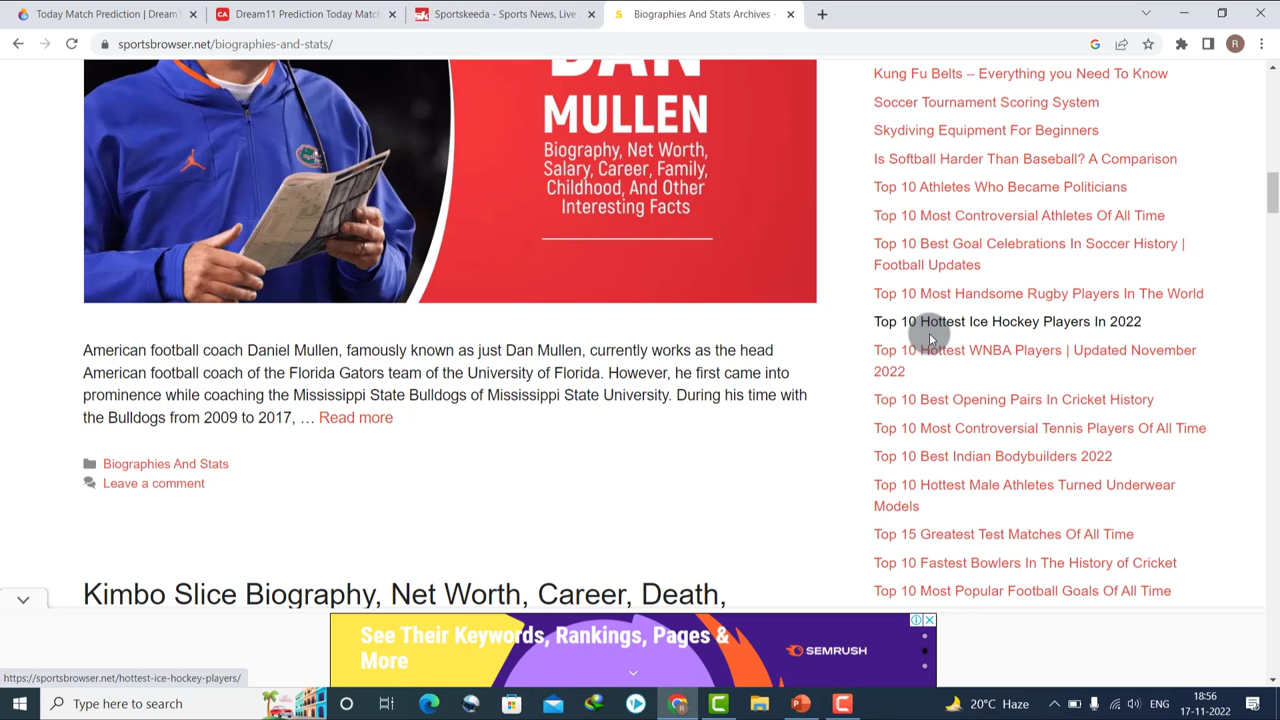 Today Match Prediction | Dream1
Dream11 Prediction Today Match
Sportskeeda - Sports News, Live
Biographies And Stats Archives -
sportsbrowser.net/biographies-and-stats/
R
DAN
MULLEN
Biography, Net Worth,
Salary, Career, Family,
Childhood, And Other
Interesting Facts
American football coach Daniel Mullen, famously known as just Dan Mullen, currently works as the head
American football coach of the Florida Gators team of the University of Florida. However, he first came into
prominence while coaching the Mississippi State Bulldogs of Mississippi State University. During his time with
the Bulldogs from 2009 to 2017, … Read more
Biographies And Stats
Leave a comment
Kimbo Slice Biography, Net Worth, Career, Death,
Kung Fu Belts – Everything you Need To Know
Soccer Tournament Scoring System
Skydiving Equipment For Beginners
Is Softball Harder Than Baseball? A Comparison
Top 10 Athletes Who Became Politicians
Top 10 Most Controversial Athletes Of All Time
Top 10 Best Goal Celebrations In Soccer History |
Football Updates
Top 10 Most Handsome Rugby Players In The World
Top 10 Hottest Ice Hockey Players In 2022
Top 10 Hottest WNBA Players | Updated November
2022
Top 10 Best Opening Pairs In Cricket History
Top 10 Most Controversial Tennis Players Of All Time
Top 10 Best Indian Bodybuilders 2022
Top 10 Hottest Male Athletes Turned Underwear
Models
Top 15 Greatest Test Matches Of All Time
Top 10 Fastest Bowlers In The History of Cricket
Top 10 Most Popular Football Goals Of All Time
See Their Keywords, Rankings, Pages &
More
SEMRUSH
https://sportsbrowser.net/hottest-ice-hockey-players/
Type here to search
20°C Haze
ENG
18:56
17-11-2022